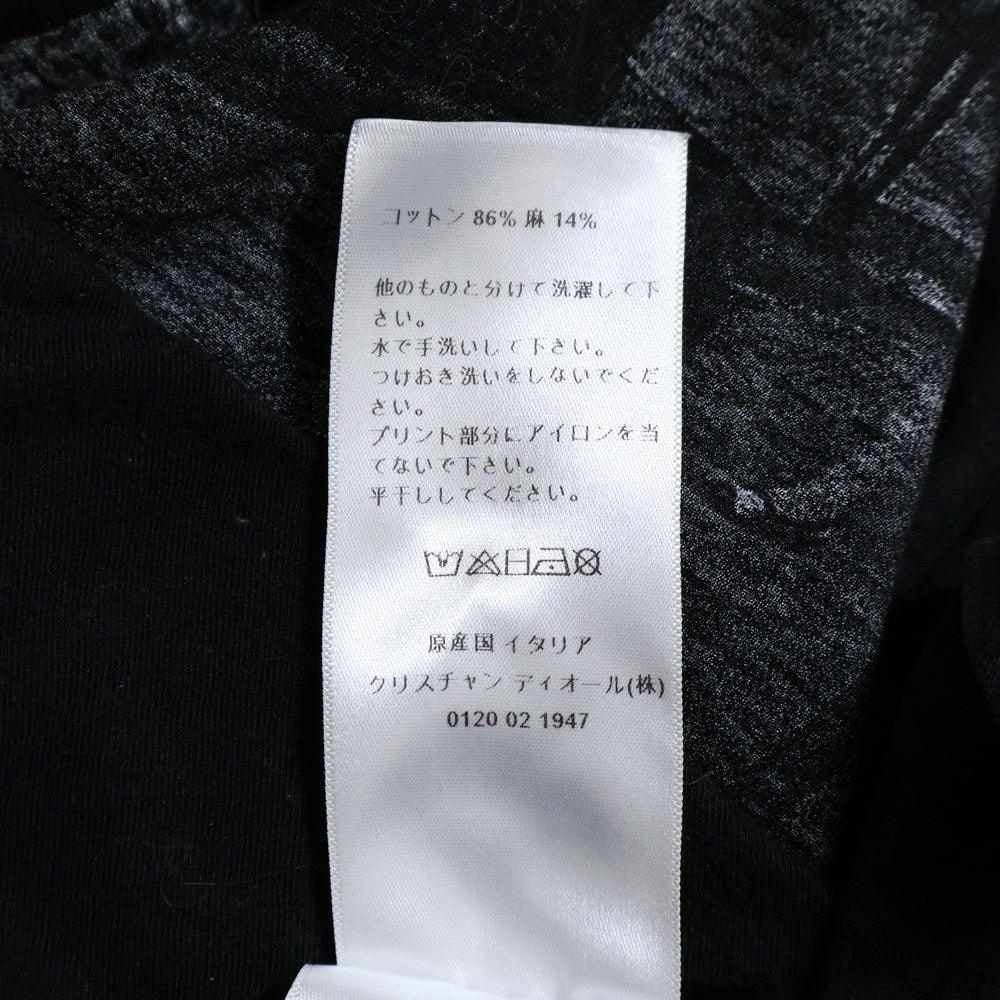 コットン 86% 麻 14%
他のものと分けて洗濯して下
さい。
水で手洗いして下さい。
つけおき洗いをしないでくだ
さい。
プリント部分にアイロンを当
てないで下さい。
平干ししてください。
原産国 イタリア
クリスチャン ディオール(株)
0120 02 1947